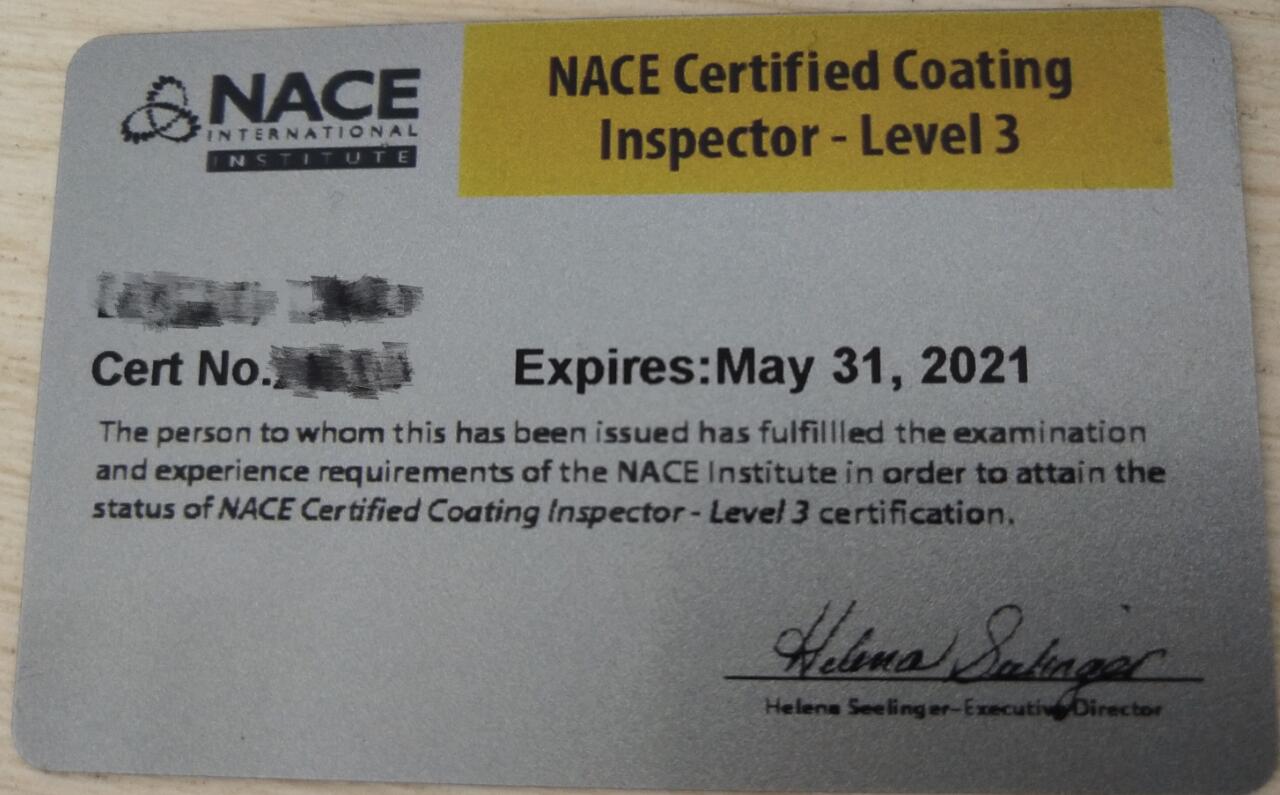 NACE
INTERNATIONAL
INSTITUTE
NACE Certified Coating
Inspector - Level 3
Cert No.
Expires:May 31, 2021
The person to whom this has been issued has fulfillled the examination
and experience requirements of the NACE Institute in order to attain the
status of NACE Certified Coating Inspector - Level 3 certification.
Helena Seelinger
Helena Seelinger-Executive Director